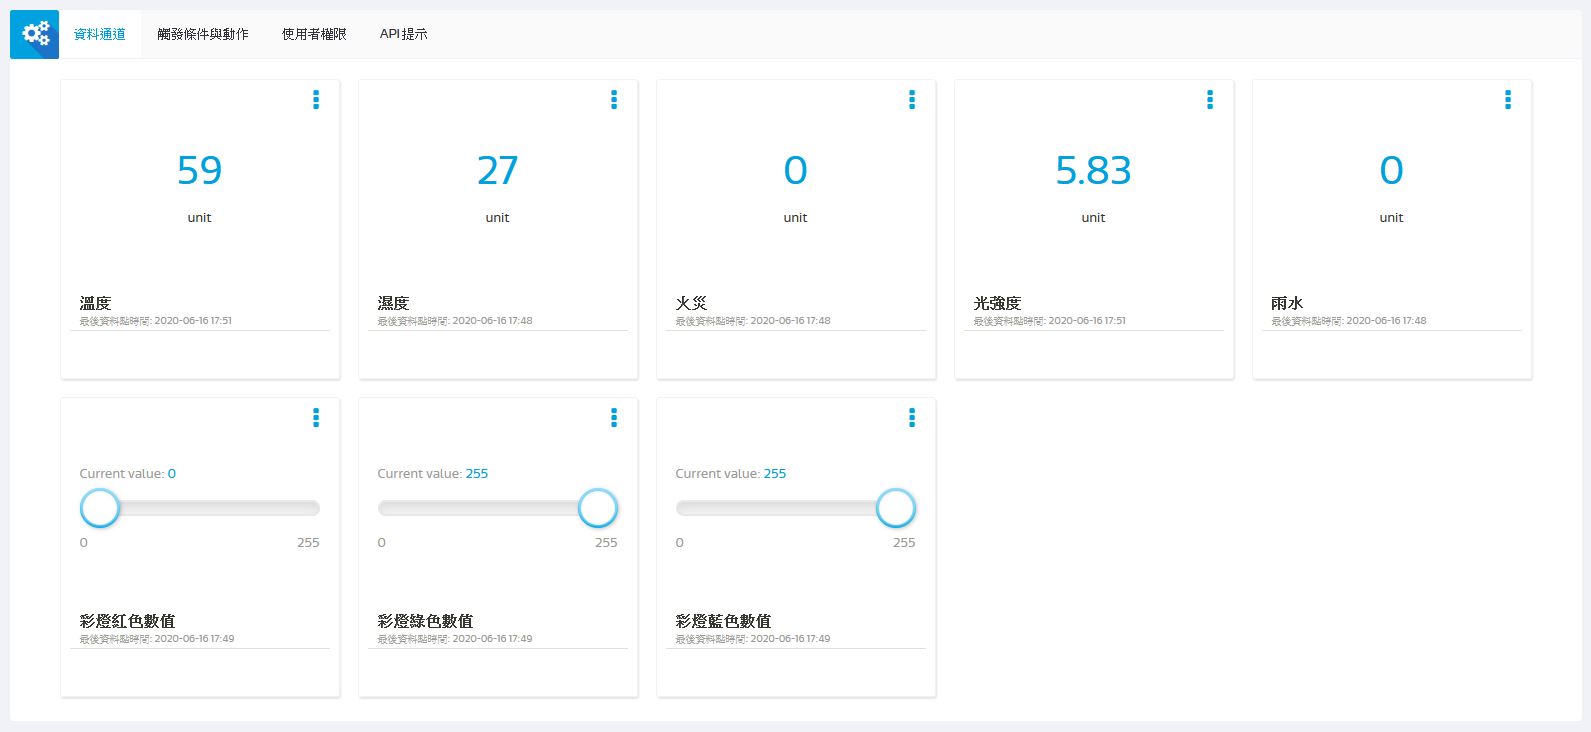 資料通道 觸發條件與動作 使用者權限 API 提示
59 27 0 5.83 0
unit unit unit unit unit
溫度 濕度 火災 光強度 雨水
最後資料點時間: 2020-06-16 17:51 最後資料點時間: 2020-06-16 17:48 最後資料點時間: 2020-06-16 17:48 最後資料點時間: 2020-06-16 17:51 最後資料點時間: 2020-06-16 17:48
Current value: 0 Current value: 255 Current value: 255
0 255 0 255 0 255
彩燈紅色數值 彩燈綠色數值 彩燈藍色數值
最後資料點時間: 2020-06-16 17:49 最後資料點時間: 2020-06-16 17:49 最後資料點時間: 2020-06-16 17:49